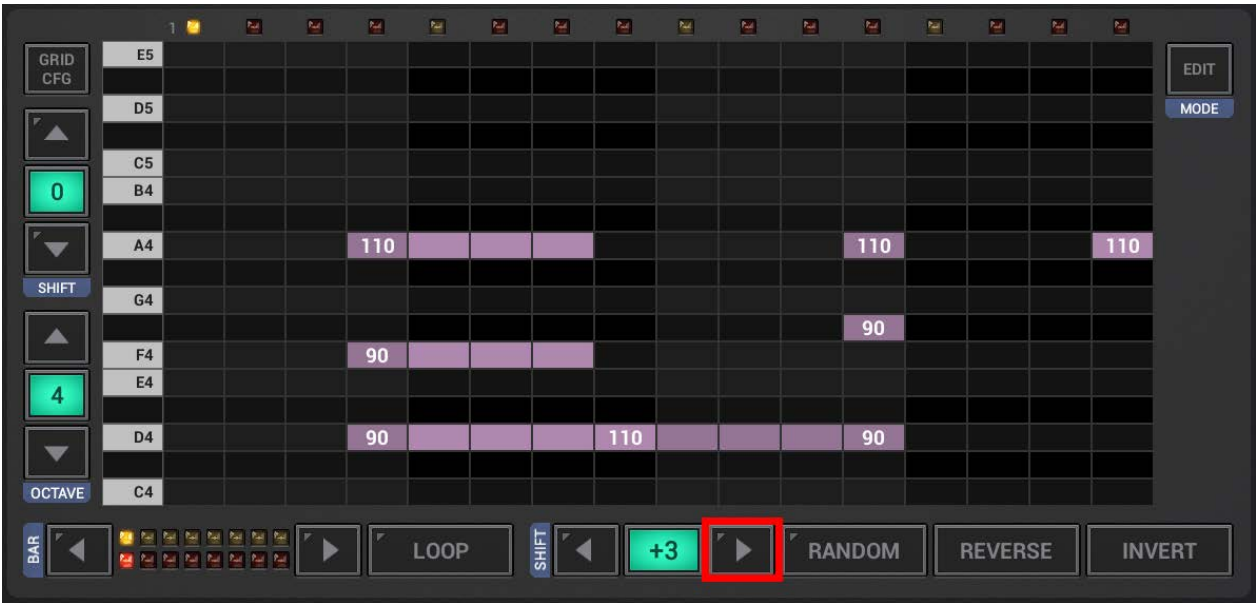 1
GRID
CFG
E5
EDIT
MODE
D5
C5
0
B4
A4
110
110
110
SHIFT
G4
90
F4
90
4
E4
D4
90
110
90
OCTAVE
C4
BAR
LOOP
SHIFT
+3
RANDOM
REVERSE
INVERT